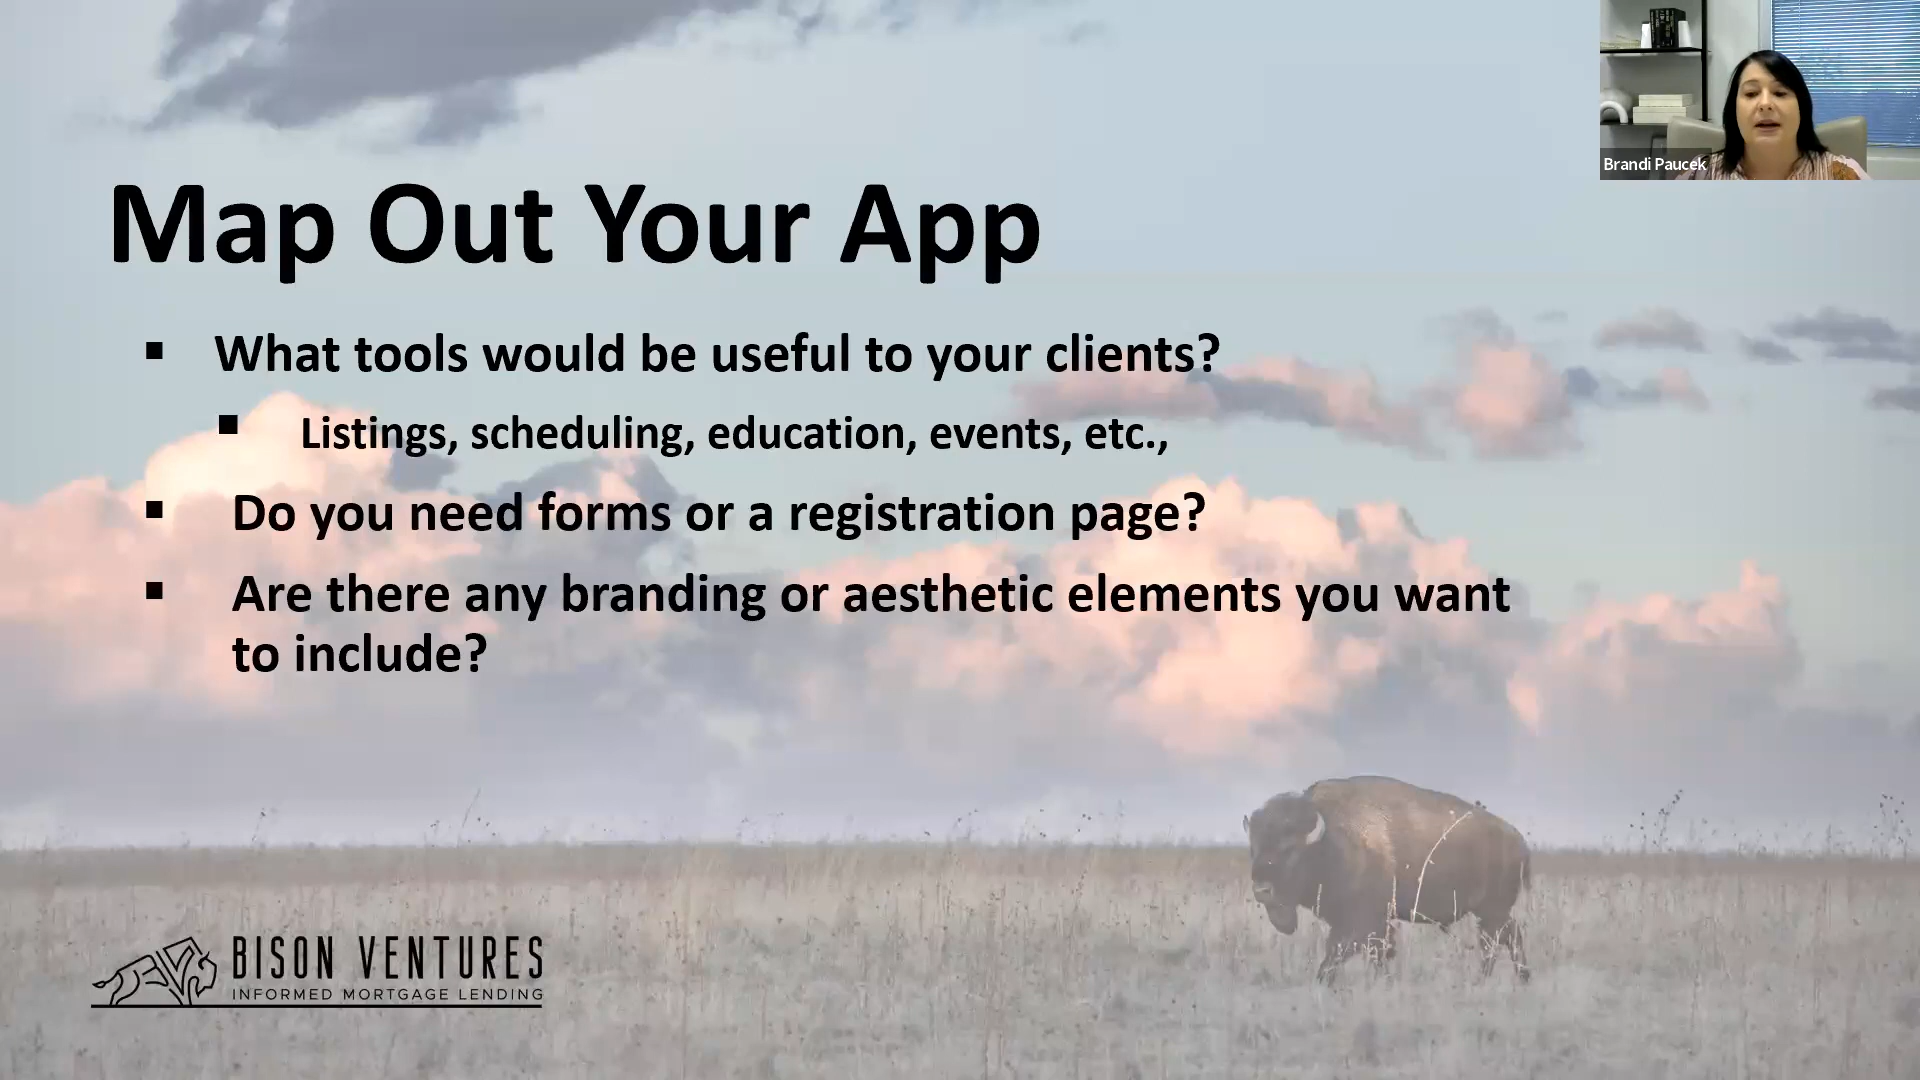 Brandi Paucek
Map Out Your App
▪ What tools would be useful to your clients?
▪ Listings, scheduling, education, events, etc.,
▪ Do you need forms or a registration page?
▪ Are there any branding or aesthetic elements you want
to include?
BISON VENTURES
INFORMED MORTGAGE LENDING